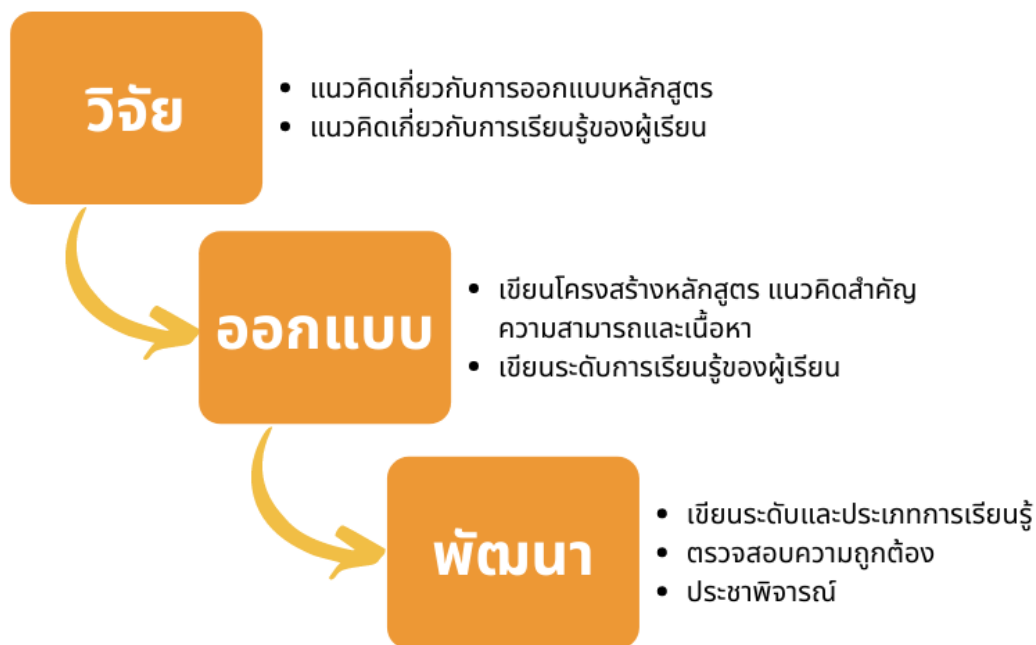 วิจัย
• แนวคิดเกี่ยวกับการออกแบบหลักสูตร
• แนวคิดเกี่ยวกับการเรียนรู้ของผู้เรียน
ออกแบบ
• เขียนโครงสร้างหลักสูตร แนวคิดสำคัญ
ความสามารถและเนื้อหา
• เขียนระดับการเรียนรู้ของผู้เรียน
พัฒนา
• เขียนระดับและประเภทการเรียนรู้
• ตรวจสอบความถูกต้อง
• ประชาพิจารณ์